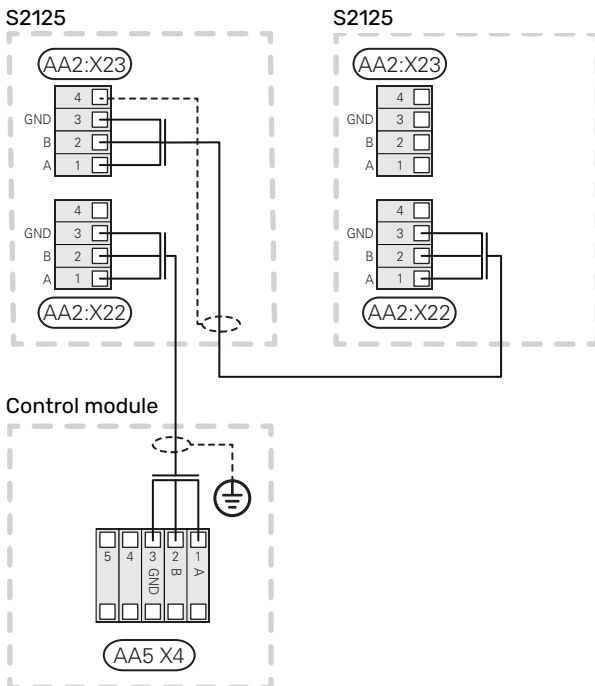 S2125
AA2:X23
4
GND 3
B 2
A 1
4
GND 3
B 2
A 1
AA2:X22
S2125
AA2:X23
4
GND 3
B 2
A 1
4
GND 3
B 2
A 1
AA2:X22
Control module
5 4 3 2 1
GND B A
AA5 X4